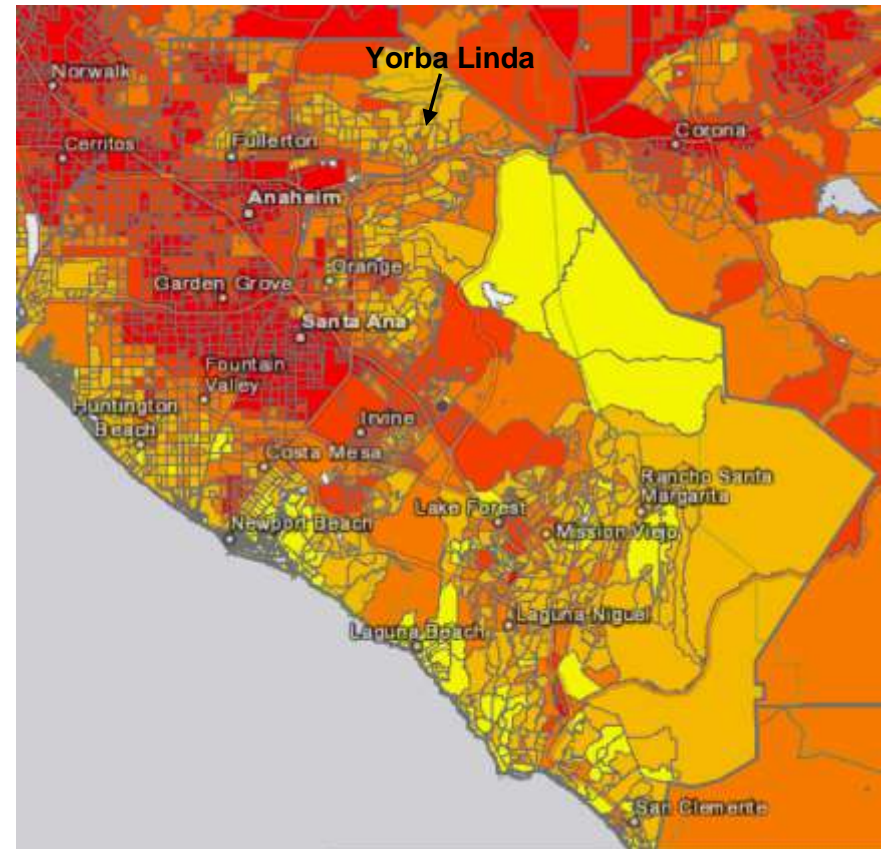 Yorba Linda
Norwalk
Corona
Cerritos
Fullerton
Anaheim
Orange
Garden Grove
Santa Ana
Fountain
Valley
Huntington
Beach
Irvine
Costa Mesa
Rancho Santa
Margarita
Lake Forest
Newport Beach
Mission Viejo
Laguna Niguel
Laguna Beach
San Clemente